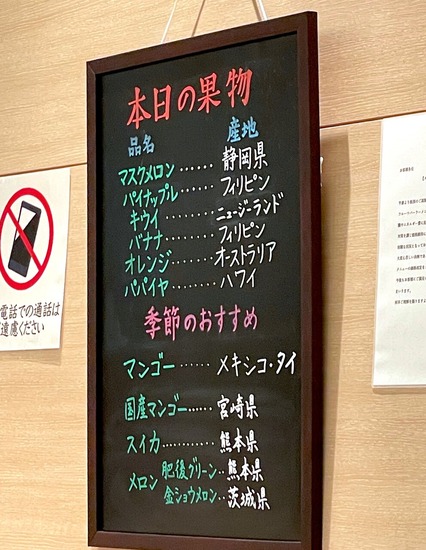 本日の果物
品名 産地
マスクメロン……静岡県
パイナップル……フィリピン
キウイ……ニュージーランド
バナナ……フィリピン
オレンジ……オーストラリア
パパイヤ……ハワイ
季節のおすすめ
マンゴー……メキシコ・タイ
国産マンゴー……宮崎県
スイカ……熊本県
メロン 肥後グリーン‥熊本県
金ショウメロン‥茨城県
電話での通話は
遠慮ください